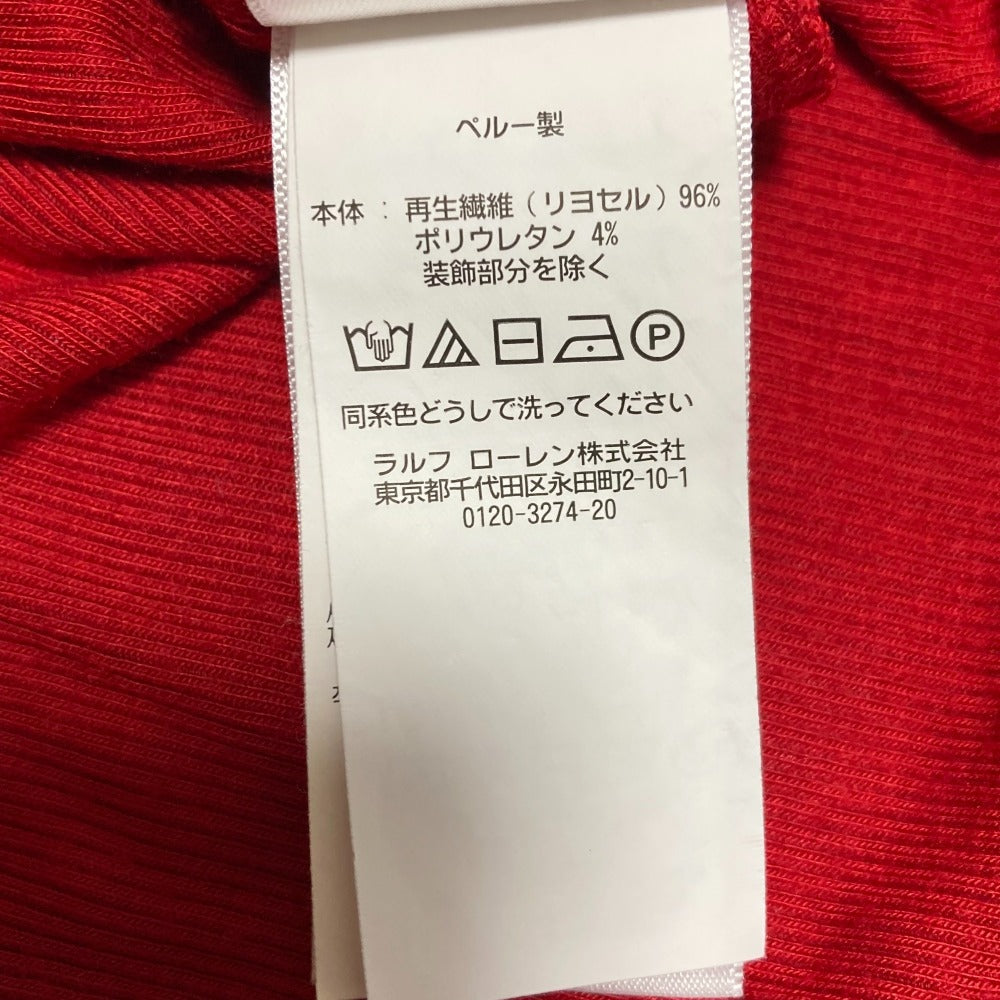 ペルー製
本体 : 再生繊維 ( リヨセル ) 96%
ポリウレタン 4%
装飾部分を除く
P
同系色どうしで洗ってください
ラルフ ローレン株式会社
東京都千代田区永田町2-10-1
0120-3274-20